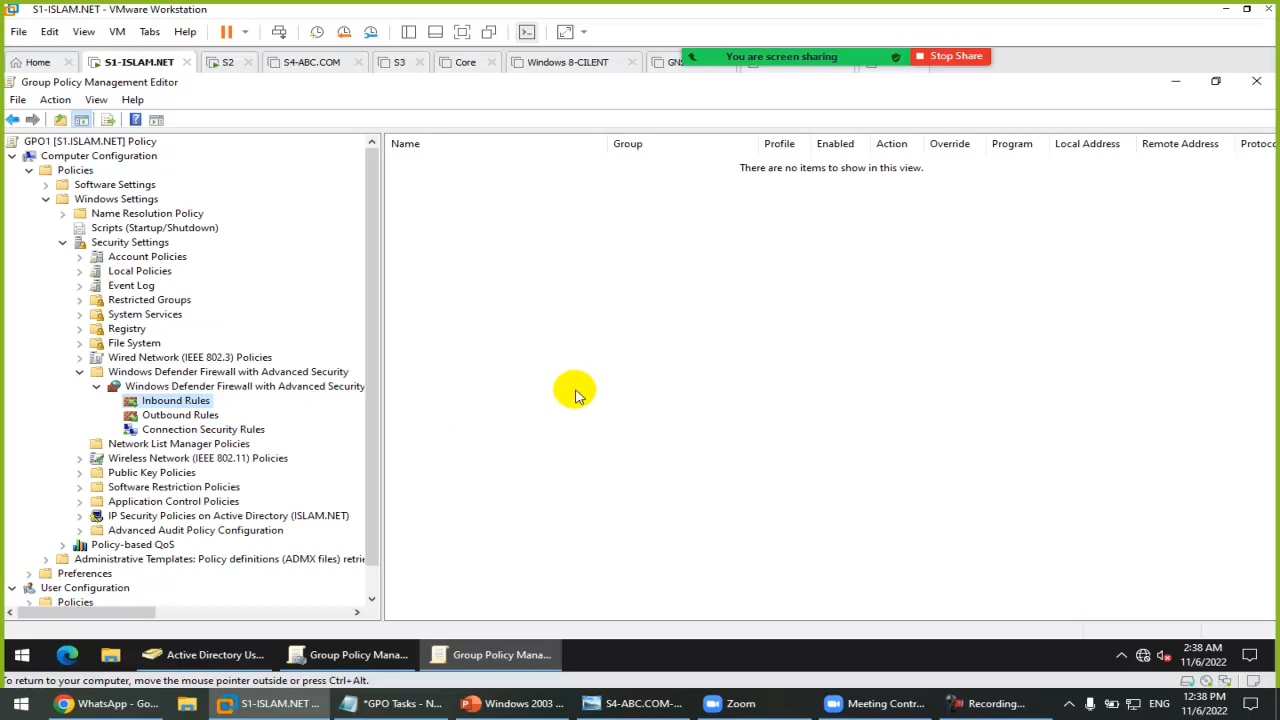 S1-ISLAM.NET - VMware Workstation
File Edit View VM Tabs Help
Home S1-ISLAM.NET S2 S4-ABC.COM S3 Core Windows 8-CILENT
You are screen sharing Stop Share
Group Policy Management Editor
File Action View Help
GPO1 [S1.ISLAM.NET] Policy
Computer Configuration
Policies
Software Settings
Windows Settings
Name Resolution Policy
Scripts (Startup/Shutdown)
Security Settings
Account Policies
Local Policies
Event Log
Restricted Groups
System Services
Registry
File System
Wired Network (IEEE 802.3) Policies
Windows Defender Firewall with Advanced Security
Windows Defender Firewall with Advanced Security
Inbound Rules
Outbound Rules
Connection Security Rules
Network List Manager Policies
Wireless Network (IEEE 802.11) Policies
Public Key Policies
Software Restriction Policies
Application Control Policies
IP Security Policies on Active Directory (ISLAM.NET)
Advanced Audit Policy Configuration
Policy-based QoS
Administrative Templates: Policy definitions (ADMX files) retrie
Preferences
User Configuration
Policies
Name Group Profile Enabled Action Override Program Local Address Remote Address Protoco
There are no items to show in this view.
Active Directory Us... Group Policy Mana... Group Policy Mana... ENG 2:38 AM
11/6/2022
To return to your computer, move the mouse pointer outside or press Ctrl+Alt.
WhatsApp - Go... S1-ISLAM.NET ... *GPO Tasks - N... Windows 2003 ... S4-ABC.COM-... Zoom Meeting Contr... Recording... ENG 12:38 PM
11/6/2022